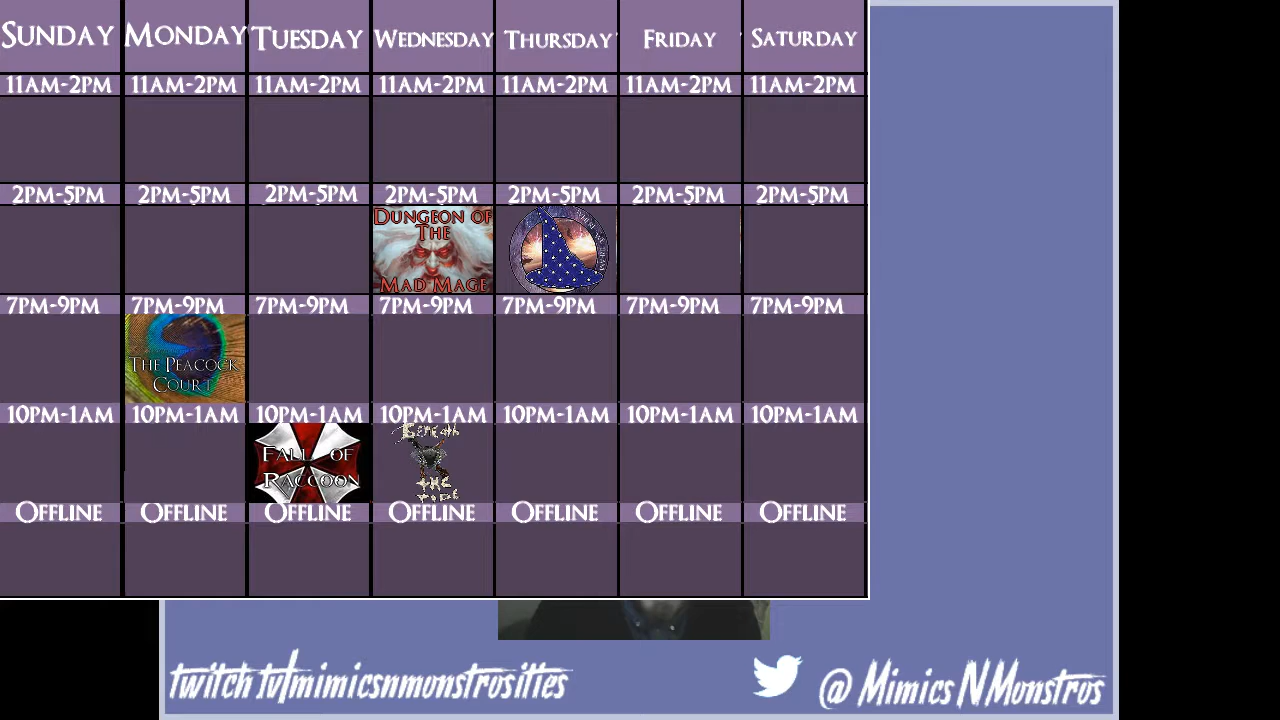 Sunday Monday Tuesday Wednesday Thursday Friday Saturday
11am-2pm 11am-2pm 11am-2pm 11am-2pm 11am-2pm 11am-2pm 11am-2pm
2pm-5pm 2pm-5pm 2pm-5pm 2pm-5pm 2pm-5pm 2pm-5pm 2pm-5pm
Dungeon of
The
Mad Mage
7pm-9pm 7pm-9pm 7pm-9pm 7pm-9pm 7pm-9pm 7pm-9pm 7pm-9pm
The Peacock
Court
10pm-1am 10pm-1am 10pm-1am 10pm-1am 10pm-1am 10pm-1am 10pm-1am
Fall of
Raccoon
Beneath
The
Tide
Offline Offline Offline Offline Offline Offline Offline
twitch.tv/mimicsnmonstrosities
@MimicsNMonstros